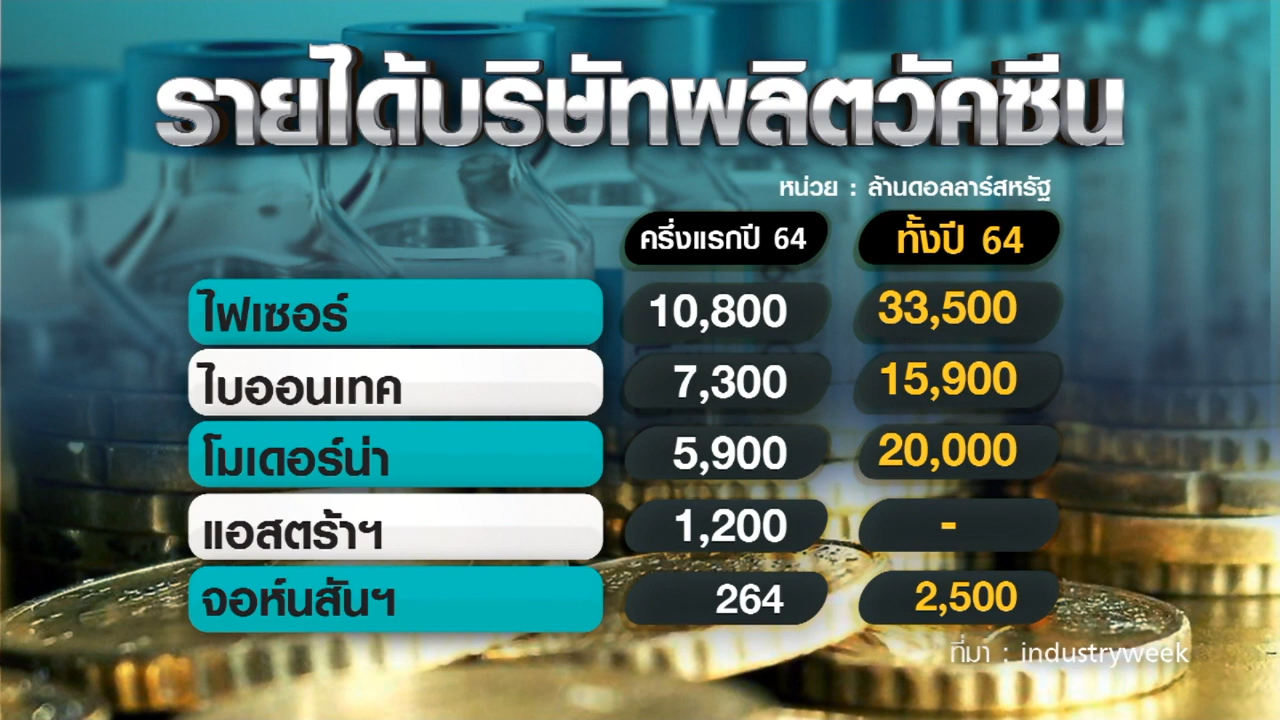 รายได้บริษัทผลิตวัคซีน
หน่วย : ล้านดอลลาร์สหรัฐ
ครึ่งแรกปี 64 ทั้งปี 64
ไฟเซอร์ 10,800 33,500
ไบออนเทค 7,300 15,900
โมเดอร์น่า 5,900 20,000
แอสตร้าฯ 1,200 -
จอห์นสันฯ 264 2,500
ที่มา : industryweek